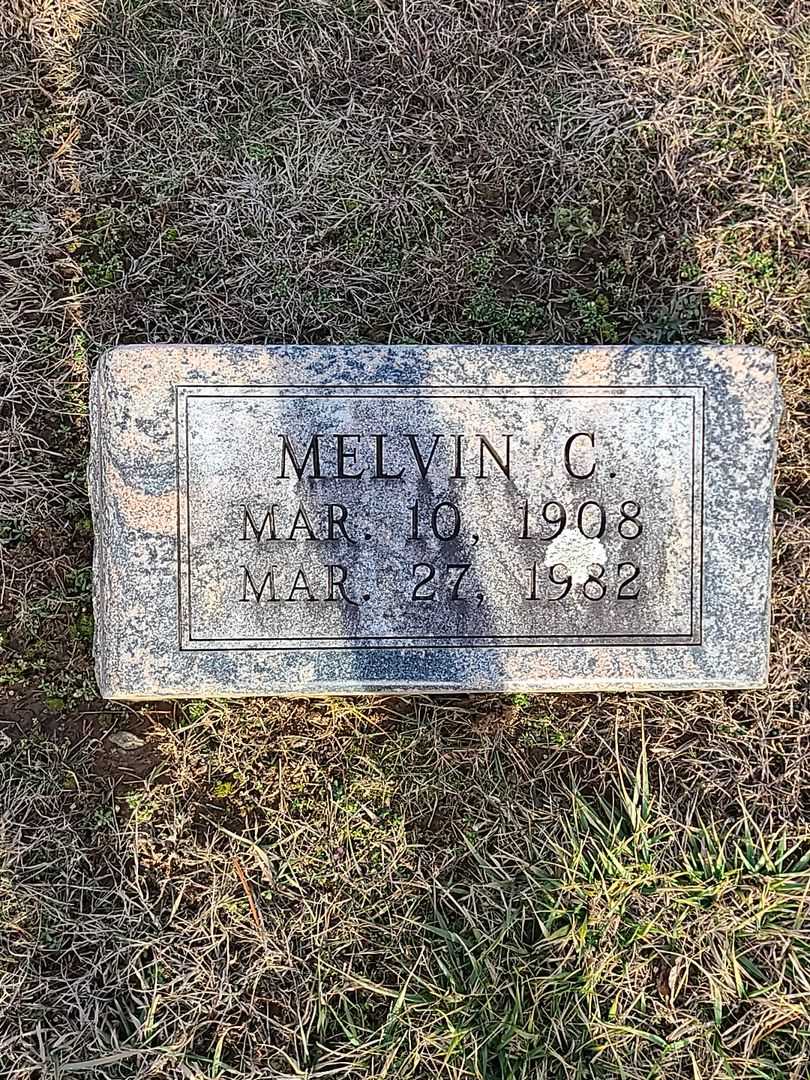 MELVIN C.
MAR. 10, 1908
MAR. 27, 1982